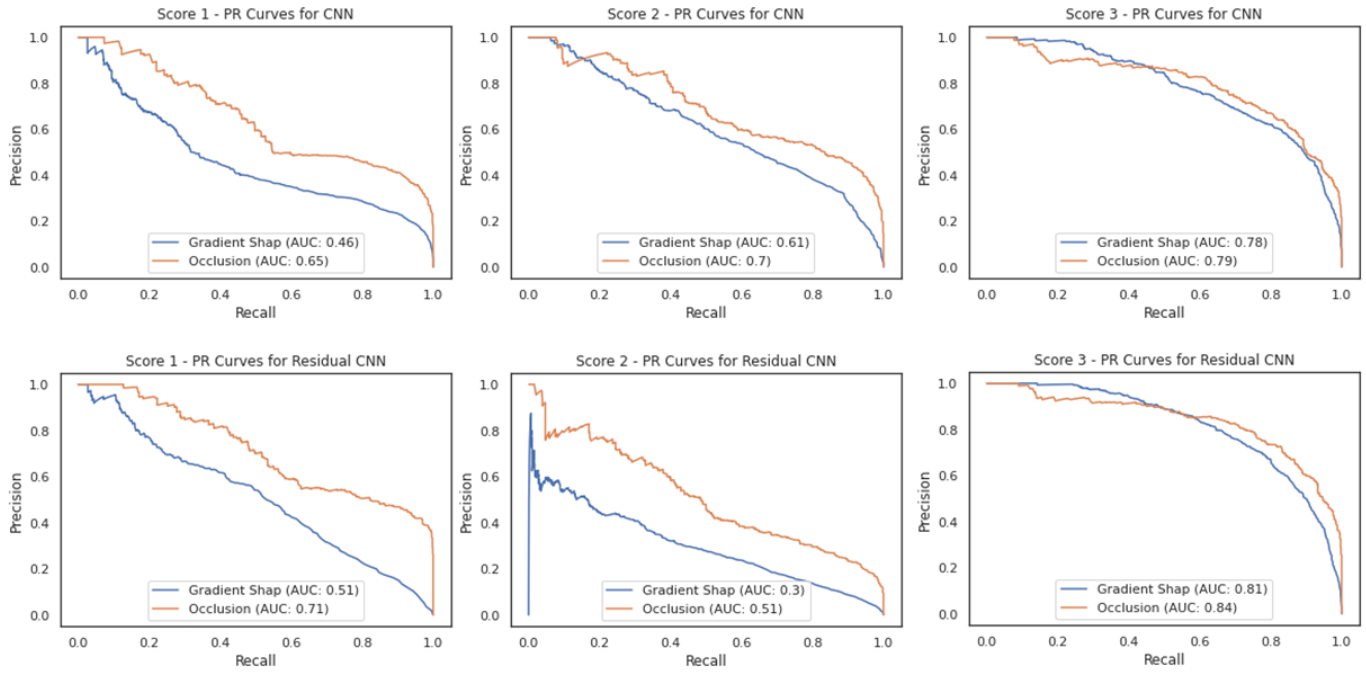 Score 1 - PR Curves for CNN
1.0
0.8
0.6
0.4
0.2
0.0
Precision
Gradient Shap (AUC: 0.46)
Occlusion (AUC: 0.65)
0.0 0.2 0.4 0.6 0.8 1.0
Recall
Score 2 - PR Curves for CNN
1.0
0.8
0.6
0.4
0.2
0.0
Precision
Gradient Shap (AUC: 0.61)
Occlusion (AUC: 0.7)
0.0 0.2 0.4 0.6 0.8 1.0
Recall
Score 3 - PR Curves for CNN
1.0
0.8
0.6
0.4
0.2
0.0
Precision
Gradient Shap (AUC: 0.78)
Occlusion (AUC: 0.79)
0.0 0.2 0.4 0.6 0.8 1.0
Recall
Score 1 - PR Curves for Residual CNN
1.0
0.8
0.6
0.4
0.2
0.0
Precision
Gradient Shap (AUC: 0.51)
Occlusion (AUC: 0.71)
0.0 0.2 0.4 0.6 0.8 1.0
Recall
Score 2 - PR Curves for Residual CNN
1.0
0.8
0.6
0.4
0.2
0.0
Precision
Gradient Shap (AUC: 0.3)
Occlusion (AUC: 0.51)
0.0 0.2 0.4 0.6 0.8 1.0
Recall
Score 3 - PR Curves for Residual CNN
1.0
0.8
0.6
0.4
0.2
0.0
Precision
Gradient Shap (AUC: 0.81)
Occlusion (AUC: 0.84)
0.0 0.2 0.4 0.6 0.8 1.0
Recall